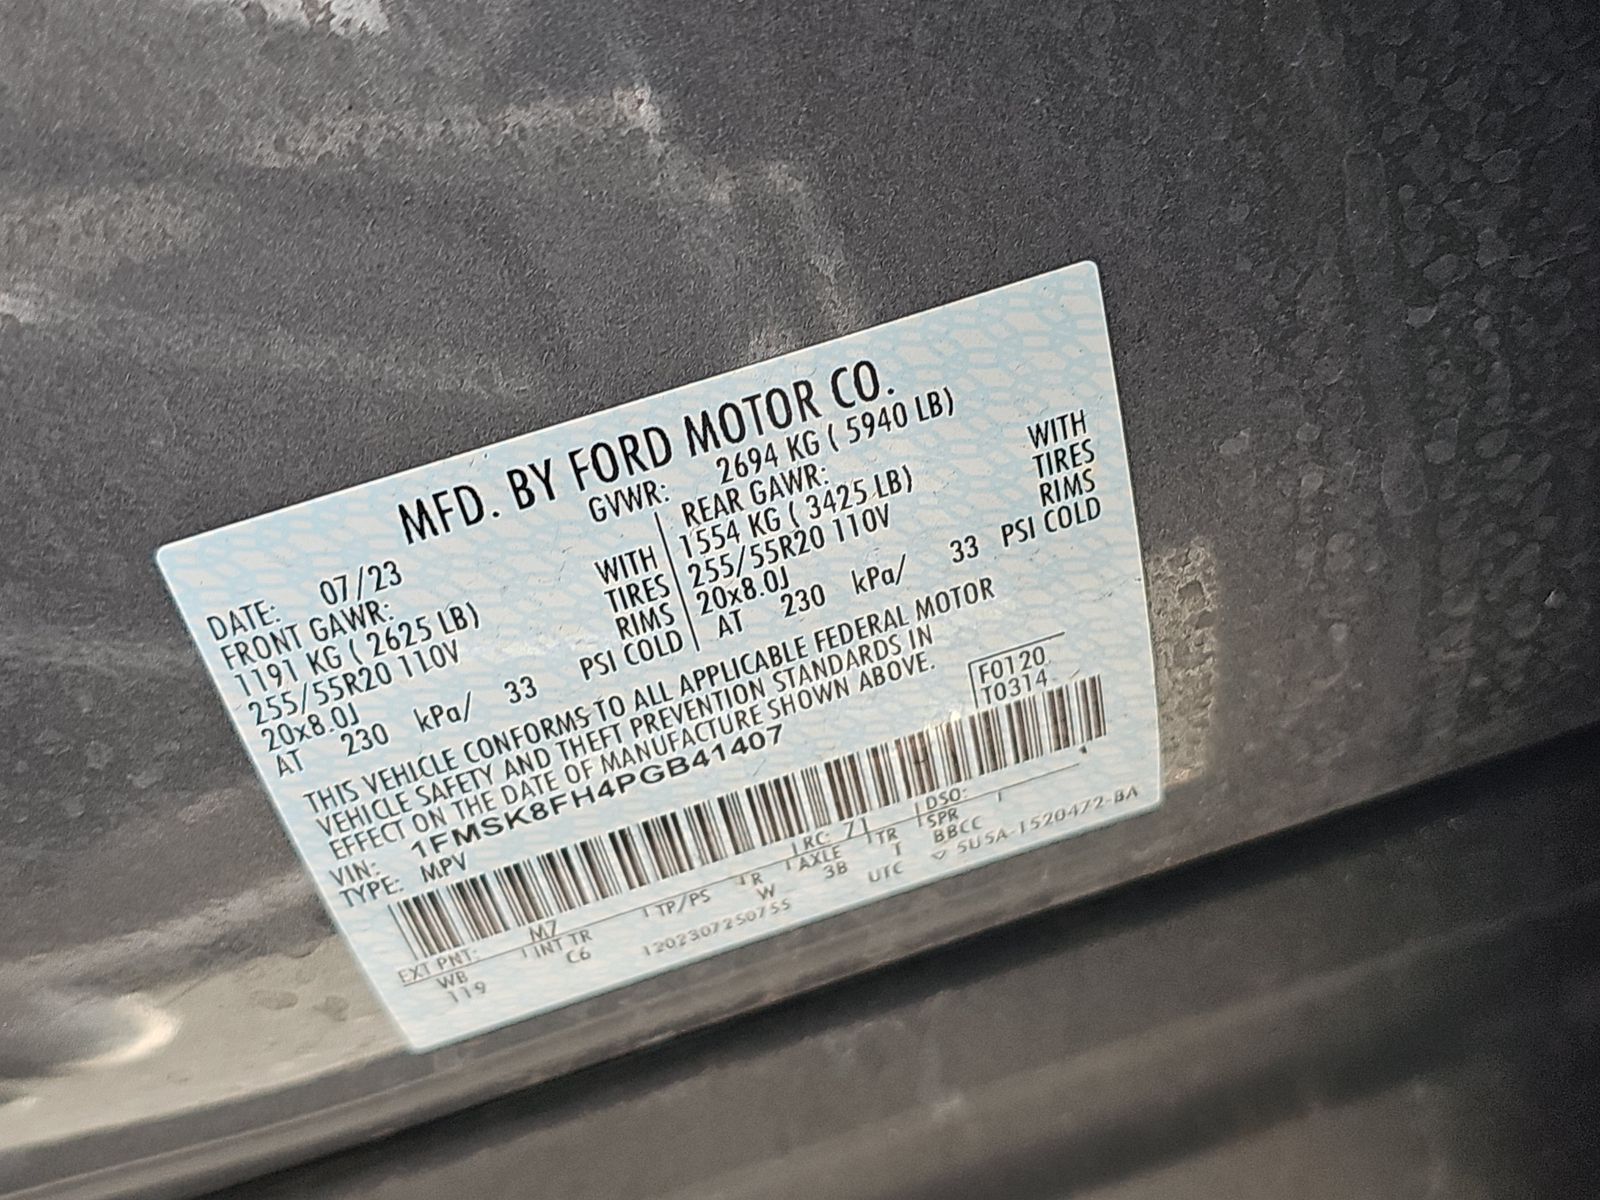 MFD. BY FORD MOTOR CO.
DATE: 07/23 GVWR: 2694 KG ( 5940 LB)
FRONT GAWR: REAR GAWR:
1191 KG ( 2625 LB) WITH 1554 KG ( 3425 LB) WITH
255/55R20 110V TIRES 255/55R20 110V TIRES
20x8.0J RIMS 20x8.0J RIMS
AT 230 kPa/ 33 PSI COLD AT 230 kPa/ 33 PSI COLD
THIS VEHICLE CONFORMS TO ALL APPLICABLE FEDERAL MOTOR
VEHICLE SAFETY AND THEFT PREVENTION STANDARDS IN
EFFECT ON THE DATE OF MANUFACTURE SHOWN ABOVE.
VIN: 1FMSK8FH4PGB41407
TYPE: MPV
F0120
T0314
EXT PNT: M7 RC: 71 DSO:
WB INT TR TP/PS R AXLE TR SPR
119 C6 W 3B T BBCC
1202307250755 UTC ▽ 5U5A-1520472-BA